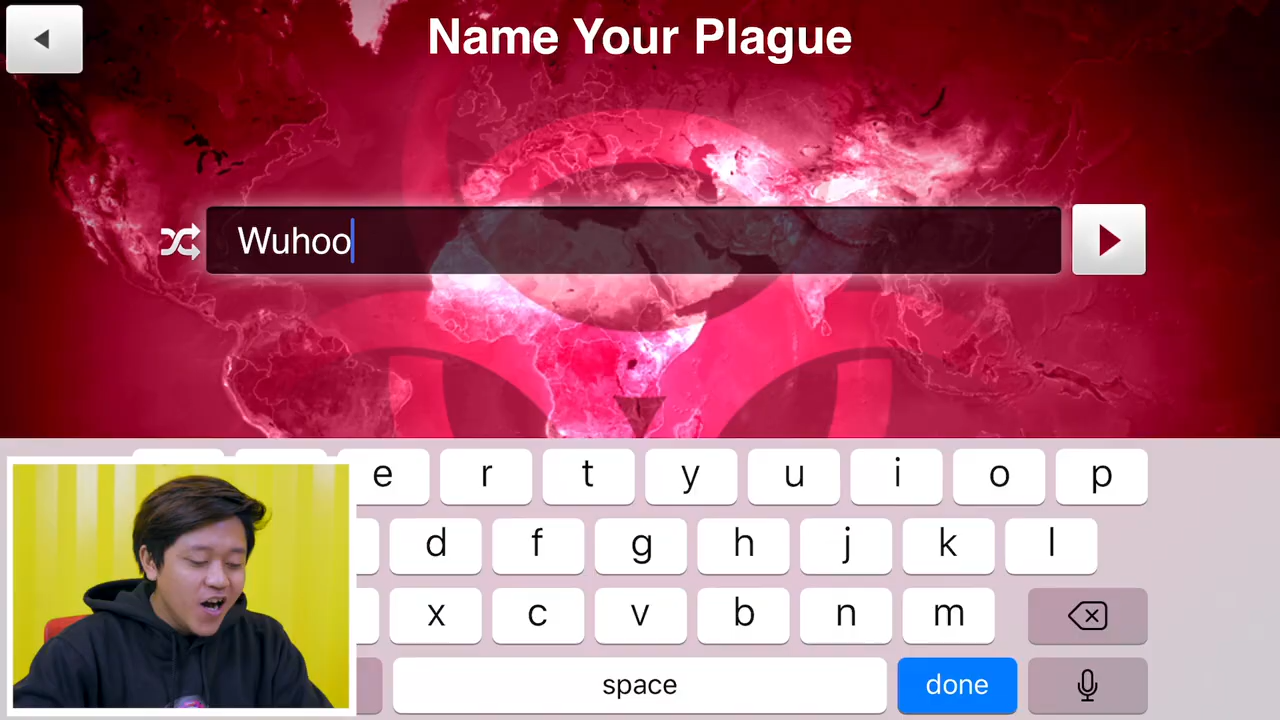 Name Your Plague
Wuhoo
e r t y u i o p
d f g h j k l
x c v b n m
space done